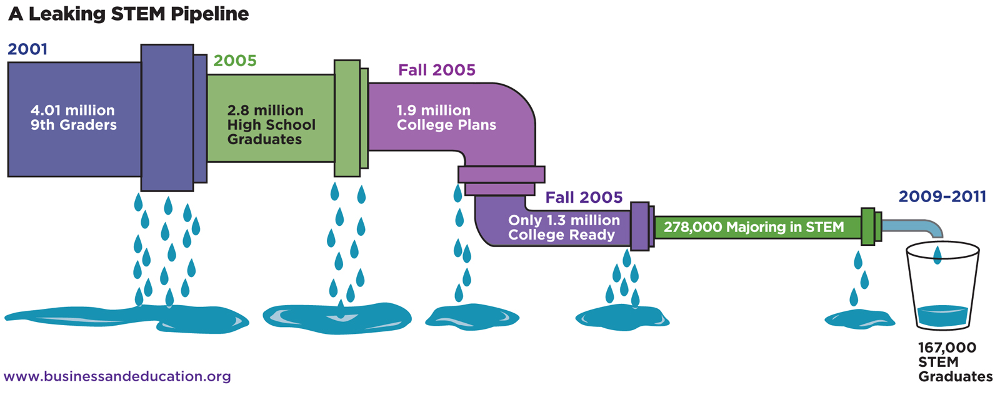 A Leaking STEM Pipeline
2001
4.01 million
9th Graders
2005
2.8 million
High School
Graduates
Fall 2005
1.9 million
College Plans
Fall 2005
Only 1.3 million
College Ready
278,000 Majoring in STEM
2009–2011
167,000
STEM
Graduates
www.businessandeducation.org